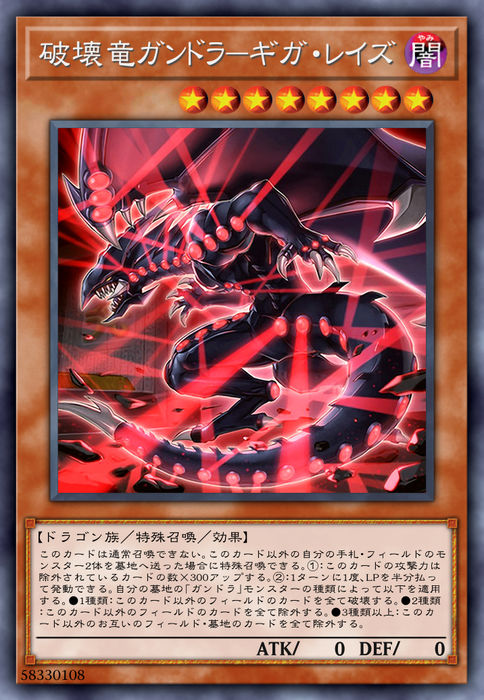 破壊竜ガンドラーギガ・レイズ
やみ
闇
【ドラゴン族／特殊召喚／効果】
このカードは通常召喚できない。このカード以外の自分の手札・フィールドのモ
ンスター2体を墓地へ送った場合に特殊召喚できる。①:このカードの攻撃力は
除外されているカードの数×300アップする。②:1ターンに1度、LPを半分払っ
て発動できる。自分の墓地の「ガンドラ」モンスターの種類によって以下を適用
する。●1種類:このカード以外のフィールドのカードを全て破壊する。●2種類
:このカード以外のフィールドのカードを全て除外する。●3種類以上:このカー
ド以外のお互いのフィールド・墓地のカードを全て除外する。
ATK/ 0 DEF/ 0
58330108